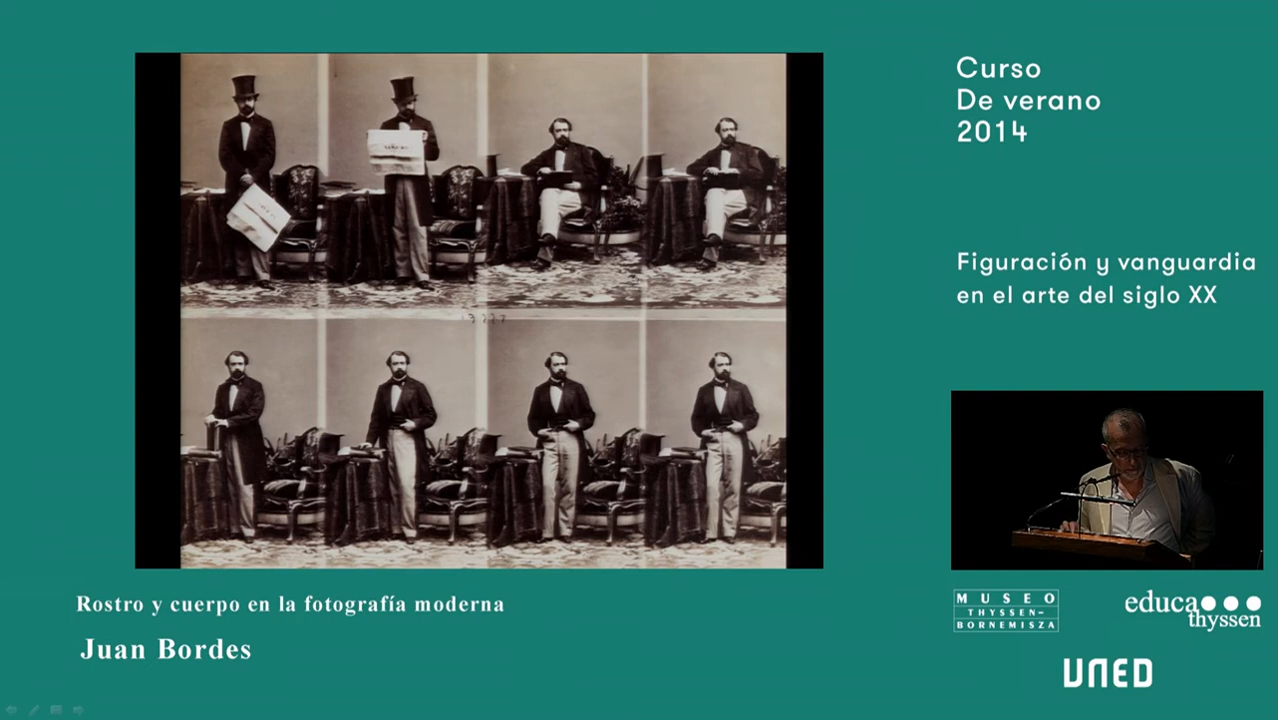 Curso
De verano
2014
Figuración y vanguardia
en el arte del siglo XX
Rostro y cuerpo en la fotografía moderna
Juan Bordes
MUSEO
THYSSEN-
BORNEMISZA
educa
thyssen
UNED